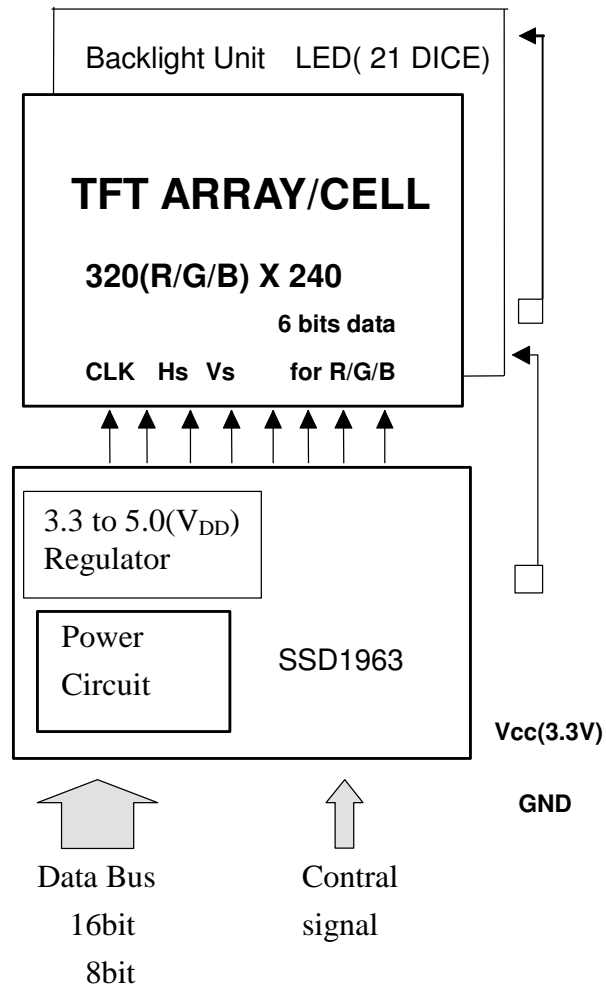 Backlight Unit LED( 21 DICE)
TFT ARRAY/CELL
320(R/G/B) X 240
6 bits data
CLK Hs Vs for R/G/B
3.3 to 5.0(VDD)
Regulator
Power
Circuit
SSD1963
Vcc(3.3V)
GND
Data Bus
16bit
8bit
Contral
signal